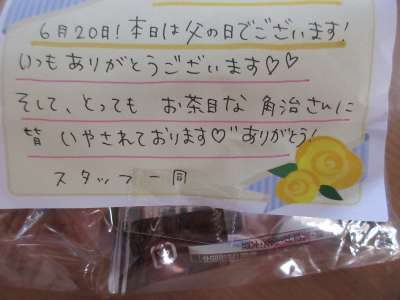 6月20日!本日は父の日でございます!
いつもありがとうございます♡♡
そして、とっても お茶目な 角治さんに
皆 いやされております♡ありがとう!
スタッフ一同